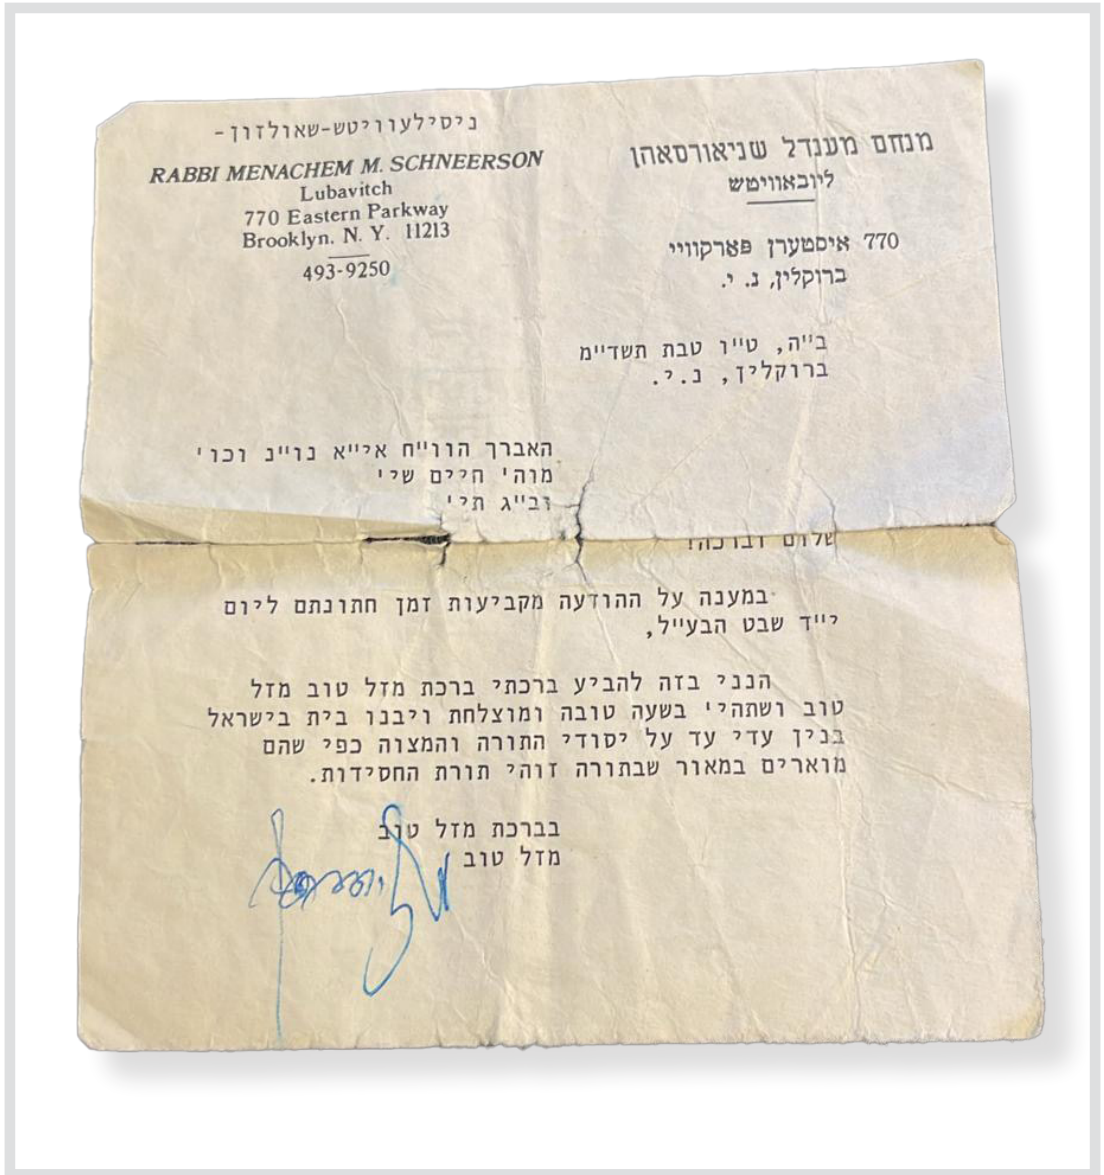 ניסילעוויטש-שאולזון-
RABBI MENACHEM M. SCHNEERSON
Lubavitch
770 Eastern Parkway
Brooklyn. N. Y. 11213
493-9250
מנחם מענדל שניאורסאהן
ליובאוויטש
770 איסטערן פארקוויי
ברוקלין, נ. י.
ב"ה, ט"ו טבת תשד"מ
ברוקלין, נ.י.
האברך הוו"ח אי"א נו"נ וכו'
מוה' חיים שי'
וב"ג תי'
שלום וברכה!
במענה על ההודעה מקביעות זמן חתונתם ליום
י"ד שבט הבע"ל,
הנני בזה להביע ברכתי ברכת מזל טוב מזל
טוב ושתהי' בשעה טובה ומוצלחת ויבנו בית בישראל
בנין עדי עד על יסודי התורה והמצוה כפי שהם
מוארים במאור שבתורה זוהי תורת החסידות.
בברכת מזל טוב
מזל טוב